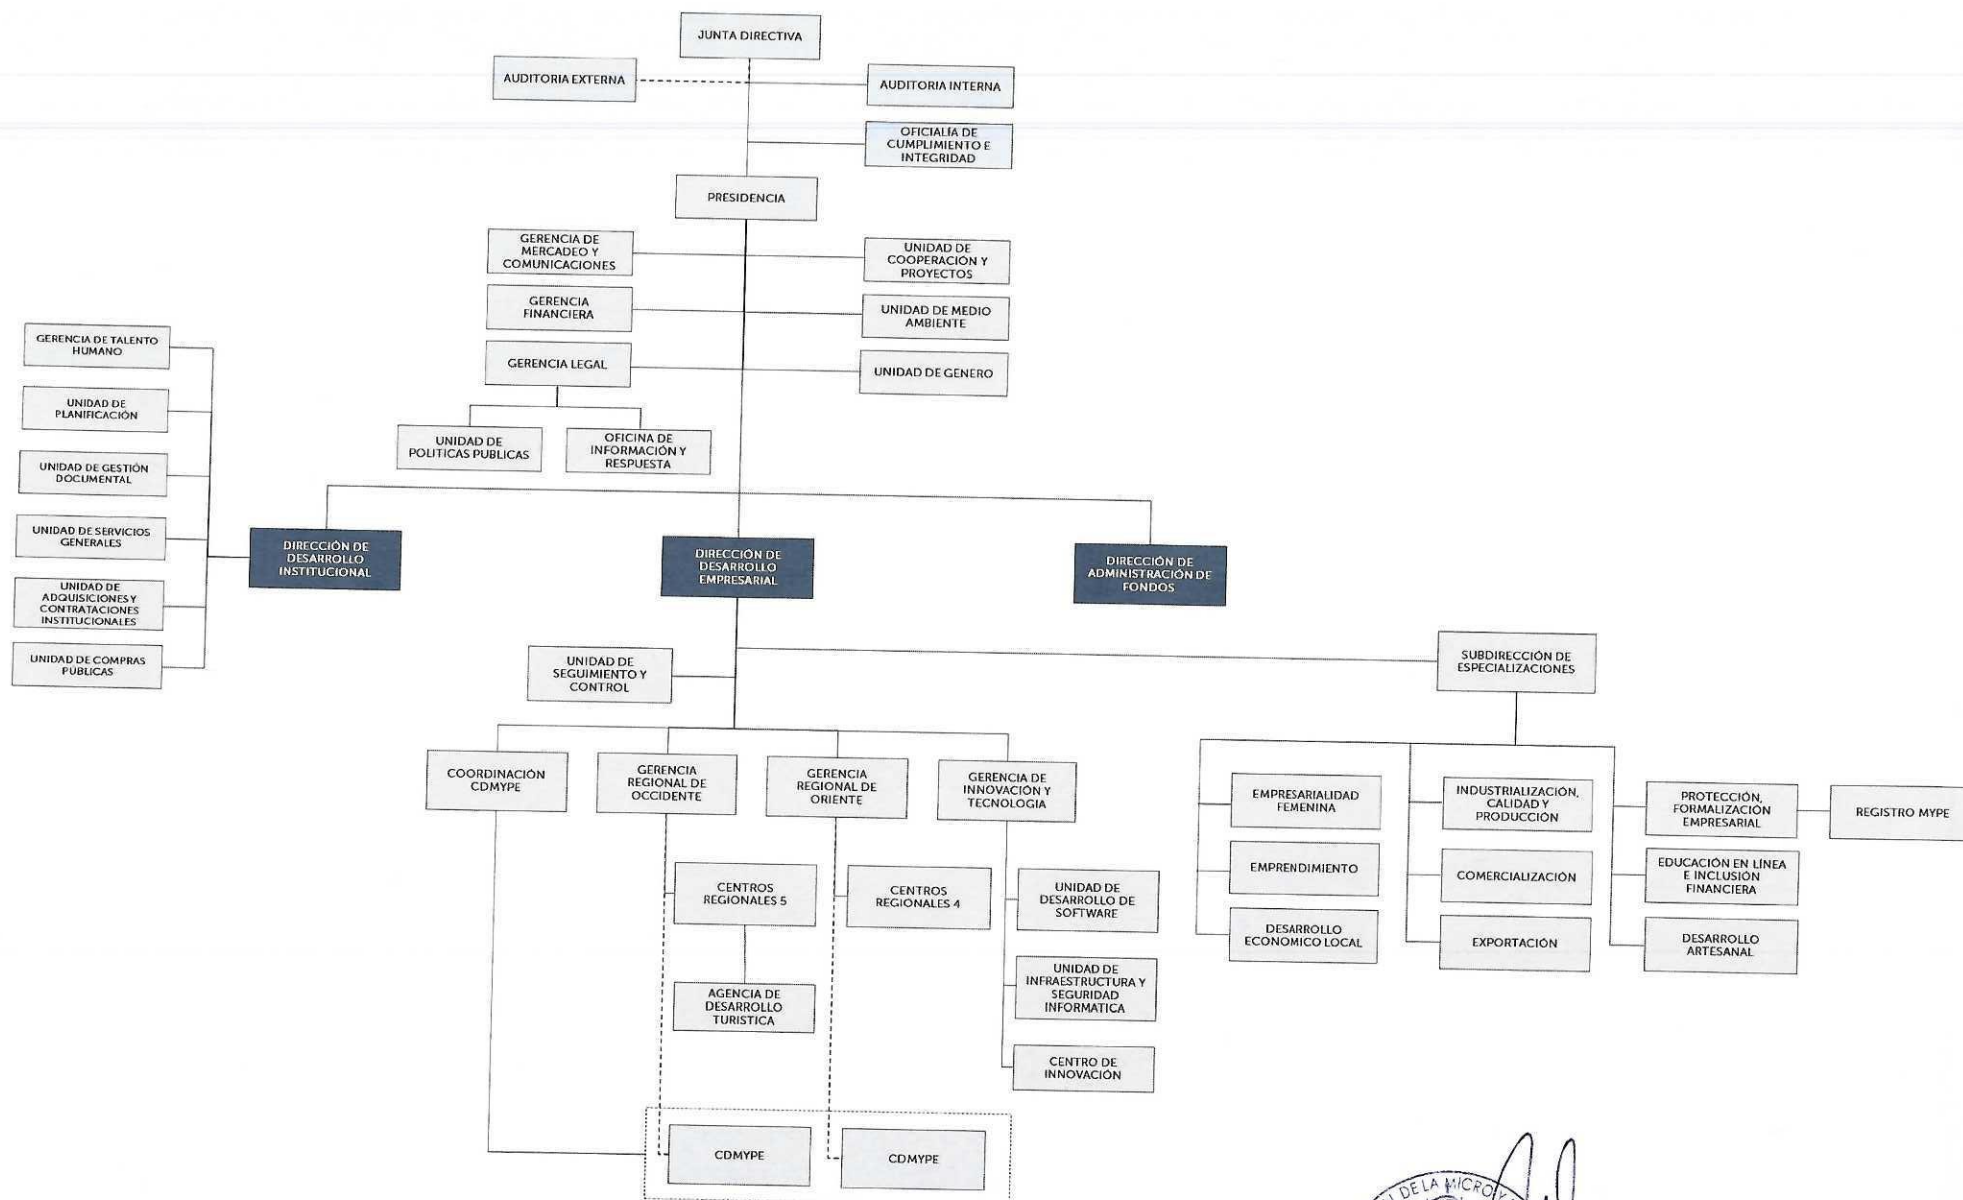 JUNTA DIRECTIVA
AUDITORIA EXTERNA
AUDITORIA INTERNA
OFICIALÍA DE
CUMPLIMIENTO E
INTEGRIDAD
PRESIDENCIA
GERENCIA DE
MERCADEO Y
COMUNICACIONES
UNIDAD DE
COOPERACIÓN Y
PROYECTOS
GERENCIA
FINANCIERA
UNIDAD DE MEDIO
AMBIENTE
GERENCIA LEGAL
UNIDAD DE GENERO
UNIDAD DE
POLITICAS PUBLICAS
OFICINA DE
INFORMACIÓN Y
RESPUESTA
GERENCIA DE TALENTO
HUMANO
UNIDAD DE
PLANIFICACIÓN
UNIDAD DE GESTIÓN
DOCUMENTAL
UNIDAD DE SERVICIOS
GENERALES
UNIDAD DE
ADQUISICIONES Y
CONTRATACIONES
INSTITUCIONALES
UNIDAD DE COMPRAS
PÚBLICAS
DIRECCIÓN DE
DESARROLLO
INSTITUCIONAL
DIRECCIÓN DE
DESARROLLO
EMPRESARIAL
DIRECCIÓN DE
ADMINISTRACIÓN DE
FONDOS
UNIDAD DE
SEGUIMIENTO Y
CONTROL
SUBDIRECCIÓN DE
ESPECIALIZACIONES
COORDINACIÓN
CDMYPE
GERENCIA
REGIONAL DE
OCCIDENTE
GERENCIA
REGIONAL DE
ORIENTE
GERENCIA DE
INNOVACIÓN Y
TECNOLOGIA
CENTROS
REGIONALES 5
CENTROS
REGIONALES 4
UNIDAD DE
DESARROLLO DE
SOFTWARE
AGENCIA DE
DESARROLLO
TURISTICA
UNIDAD DE
INFRAESTRUCTURA Y
SEGURIDAD
INFORMATICA
CENTRO DE
INNOVACIÓN
CDMYPE
CDMYPE
EMPRESARIALIDAD
FEMENINA
EMPRENDIMIENTO
DESARROLLO
ECONOMICO LOCAL
INDUSTRIALIZACIÓN,
CALIDAD Y
PRODUCCIÓN
COMERCIALIZACIÓN
EXPORTACIÓN
PROTECCIÓN,
FORMALIZACIÓN
EMPRESARIAL
REGISTRO MYPE
EDUCACIÓN EN LÍNEA
E INCLUSIÓN
FINANCIERA
DESARROLLO
ARTESANAL
DE LA MICRO Y